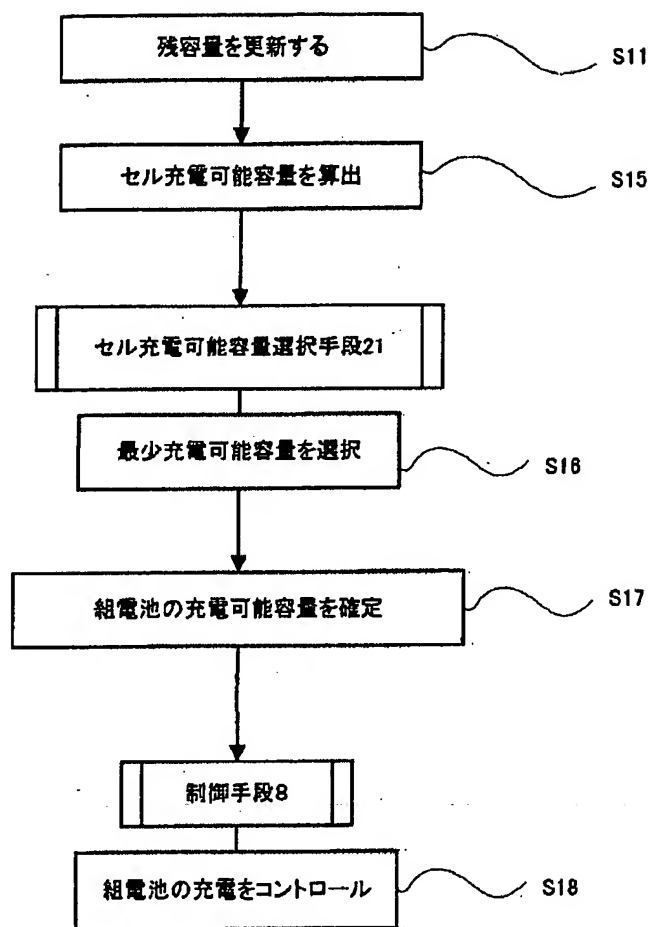 残容量を更新する
S11
セル充電可能容量を算出
S15
セル充電可能容量選択手段21
最少充電可能容量を選択
S16
組電池の充電可能容量を確定
S17
制御手段8
組電池の充電をコントロール
S18